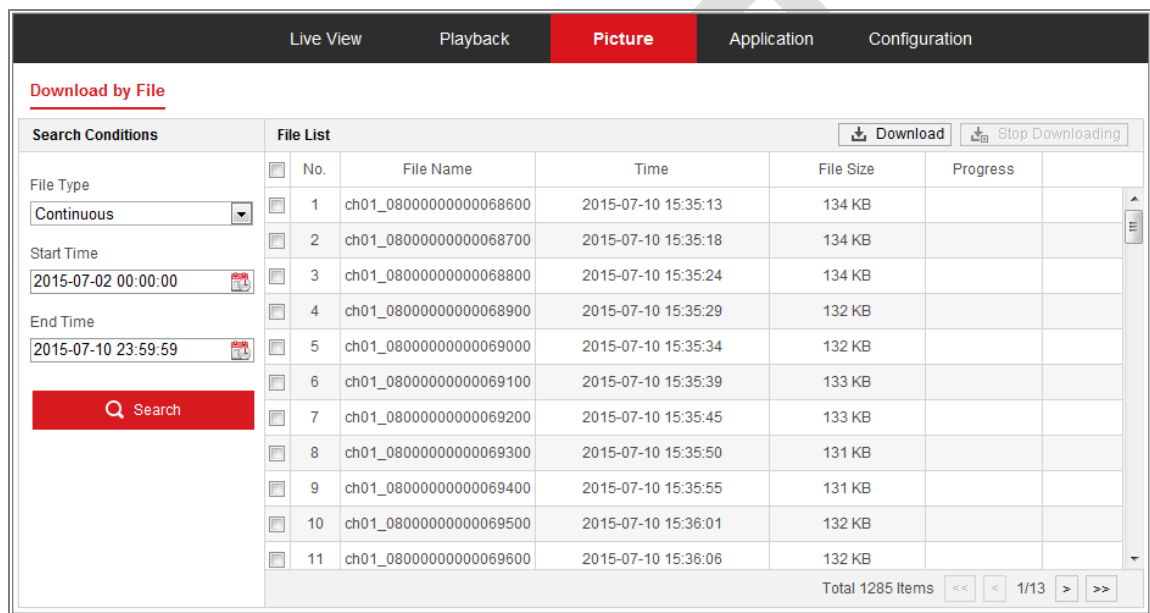 Live View Playback Picture Application Configuration
Download by File
Search Conditions
File Type
Continuous
Start Time
2015-07-02 00:00:00
End Time
2015-07-10 23:59:59
Search
File List Download Stop Downloading
No. File Name Time File Size Progress
1 ch01_08000000000068600 2015-07-10 15:35:13 134 KB
2 ch01_08000000000068700 2015-07-10 15:35:18 134 KB
3 ch01_08000000000068800 2015-07-10 15:35:24 134 KB
4 ch01_08000000000068900 2015-07-10 15:35:29 132 KB
5 ch01_08000000000069000 2015-07-10 15:35:34 132 KB
6 ch01_08000000000069100 2015-07-10 15:35:39 133 KB
7 ch01_08000000000069200 2015-07-10 15:35:45 133 KB
8 ch01_08000000000069300 2015-07-10 15:35:50 131 KB
9 ch01_08000000000069400 2015-07-10 15:35:55 131 KB
10 ch01_08000000000069500 2015-07-10 15:36:01 132 KB
11 ch01_08000000000069600 2015-07-10 15:36:06 132 KB
Total 1285 Items << < 1/13 > >>